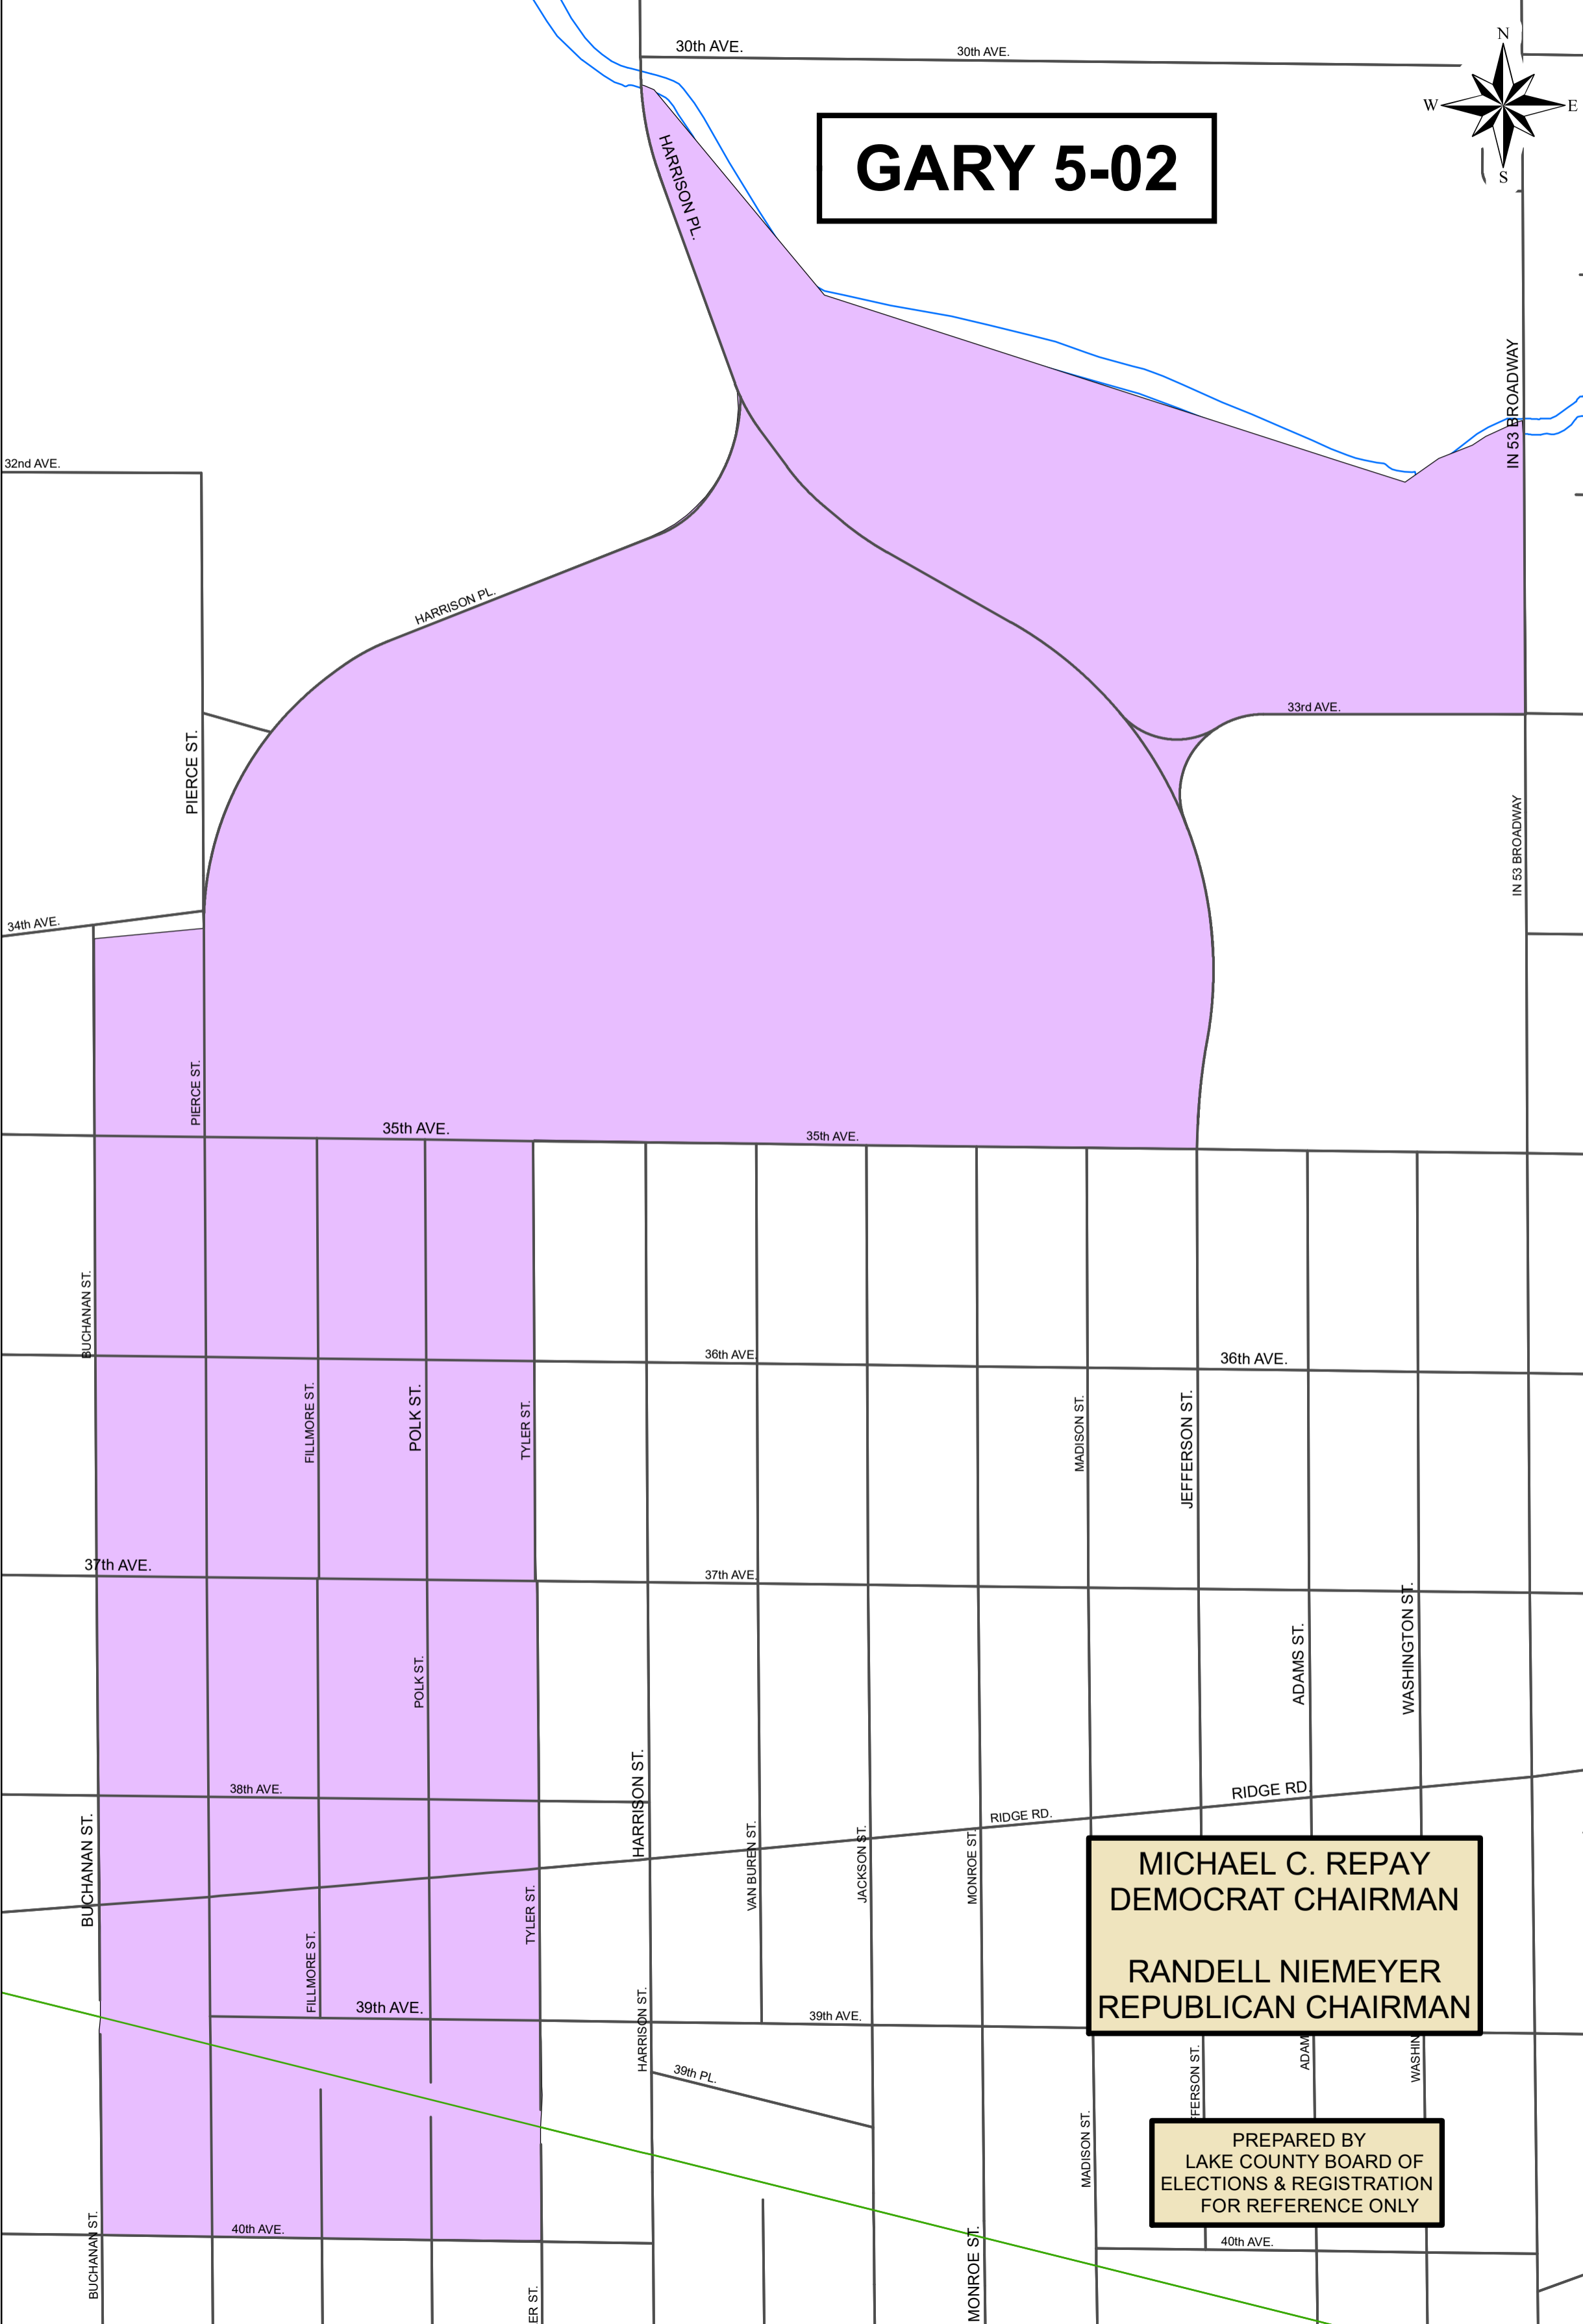 N
30th AVE.
30th AVE.
W
E
S
GARY 5-02
HARRISON PL.
IN 53 BROADWAY
32nd AVE.
HARRISON PL.
33rd AVE.
PIERCE ST.
IN 53 BROADWAY
34th AVE.
PIERCE ST.
35th AVE.
35th AVE.
BUCHANAN ST.
36th AVE.
36th AVE.
FILLMORE ST.
POLK ST.
TYLER ST.
MADISON ST.
JEFFERSON ST.
37th AVE.
37th AVE.
POLK ST.
ADAMS ST.
WASHINGTON ST.
38th AVE.
HARRISON ST.
RIDGE RD.
RIDGE RD.
BUCHANAN ST.
VAN BUREN ST.
JACKSON ST.
MONROE ST.
MICHAEL C. REPAY
DEMOCRAT CHAIRMAN
RANDELL NIEMEYER
REPUBLICAN CHAIRMAN
TYLER ST.
FILLMORE ST.
39th AVE.
39th AVE.
HARRISON ST.
39th PL.
FFERSON ST.
ADAM
WASHIN
MADISON ST.
PREPARED BY
LAKE COUNTY BOARD OF
ELECTIONS & REGISTRATION
FOR REFERENCE ONLY
BUCHANAN ST.
40th AVE.
40th AVE.
MONROE ST.
ER ST.